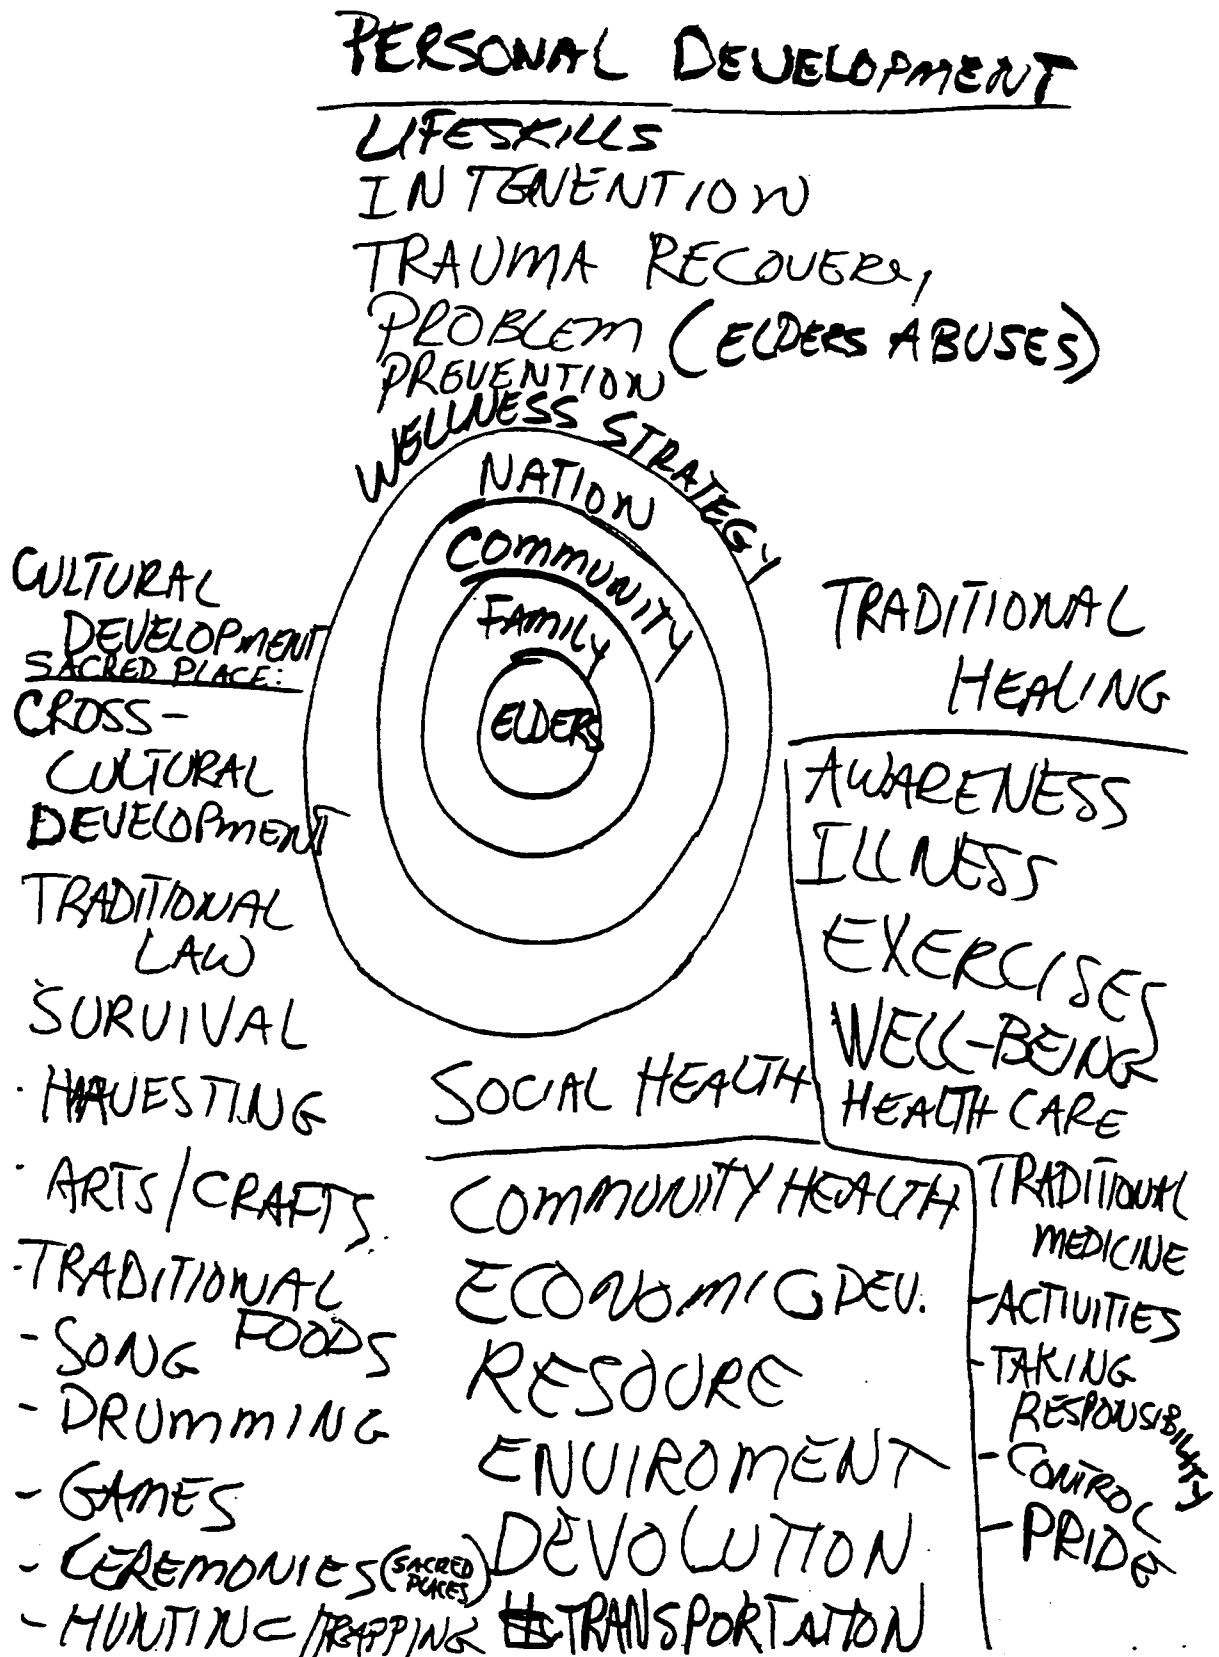 PERSONAL DEVELOPMENT
LIFESKILLS
INTENENTION
TRAUMA RECOVERY,
PROBLEM (ELDERS ABUSES)
PREVENTION
WELLNESS STRATEGY
NATION
COMMUNITY
FAMILY
ELDERS
CULTURAL
DEVELOPMENT
SACRED PLACE:
CROSS-
CULTURAL
DEVELOPMENT
TRADITIONAL
LAW
SURVIVAL
· HARVESTING
· ARTS/CRAFTS
- TRADITIONAL
FOODS
- SONG
- DRUMMING
- GAMES
- CEREMONIES (SACRED
PLACES)
- HUNTING/TRAPPING
SOCIAL HEALTH
COMMUNITY HEALTH
ECONOMIC DEV.
RESOURE
ENVIROMENT
DEVOLUTION
TRANSPORTATION
TRADITIONAL
HEALING
AWARENESS
ILLNESS
EXERCISES
WELL-BEING
HEALTH CARE
TRADITIONAL
MEDICINE
- ACTIVITIES
- TAKING
RESPONSIBILITY
- CONTROL
- PRIDE